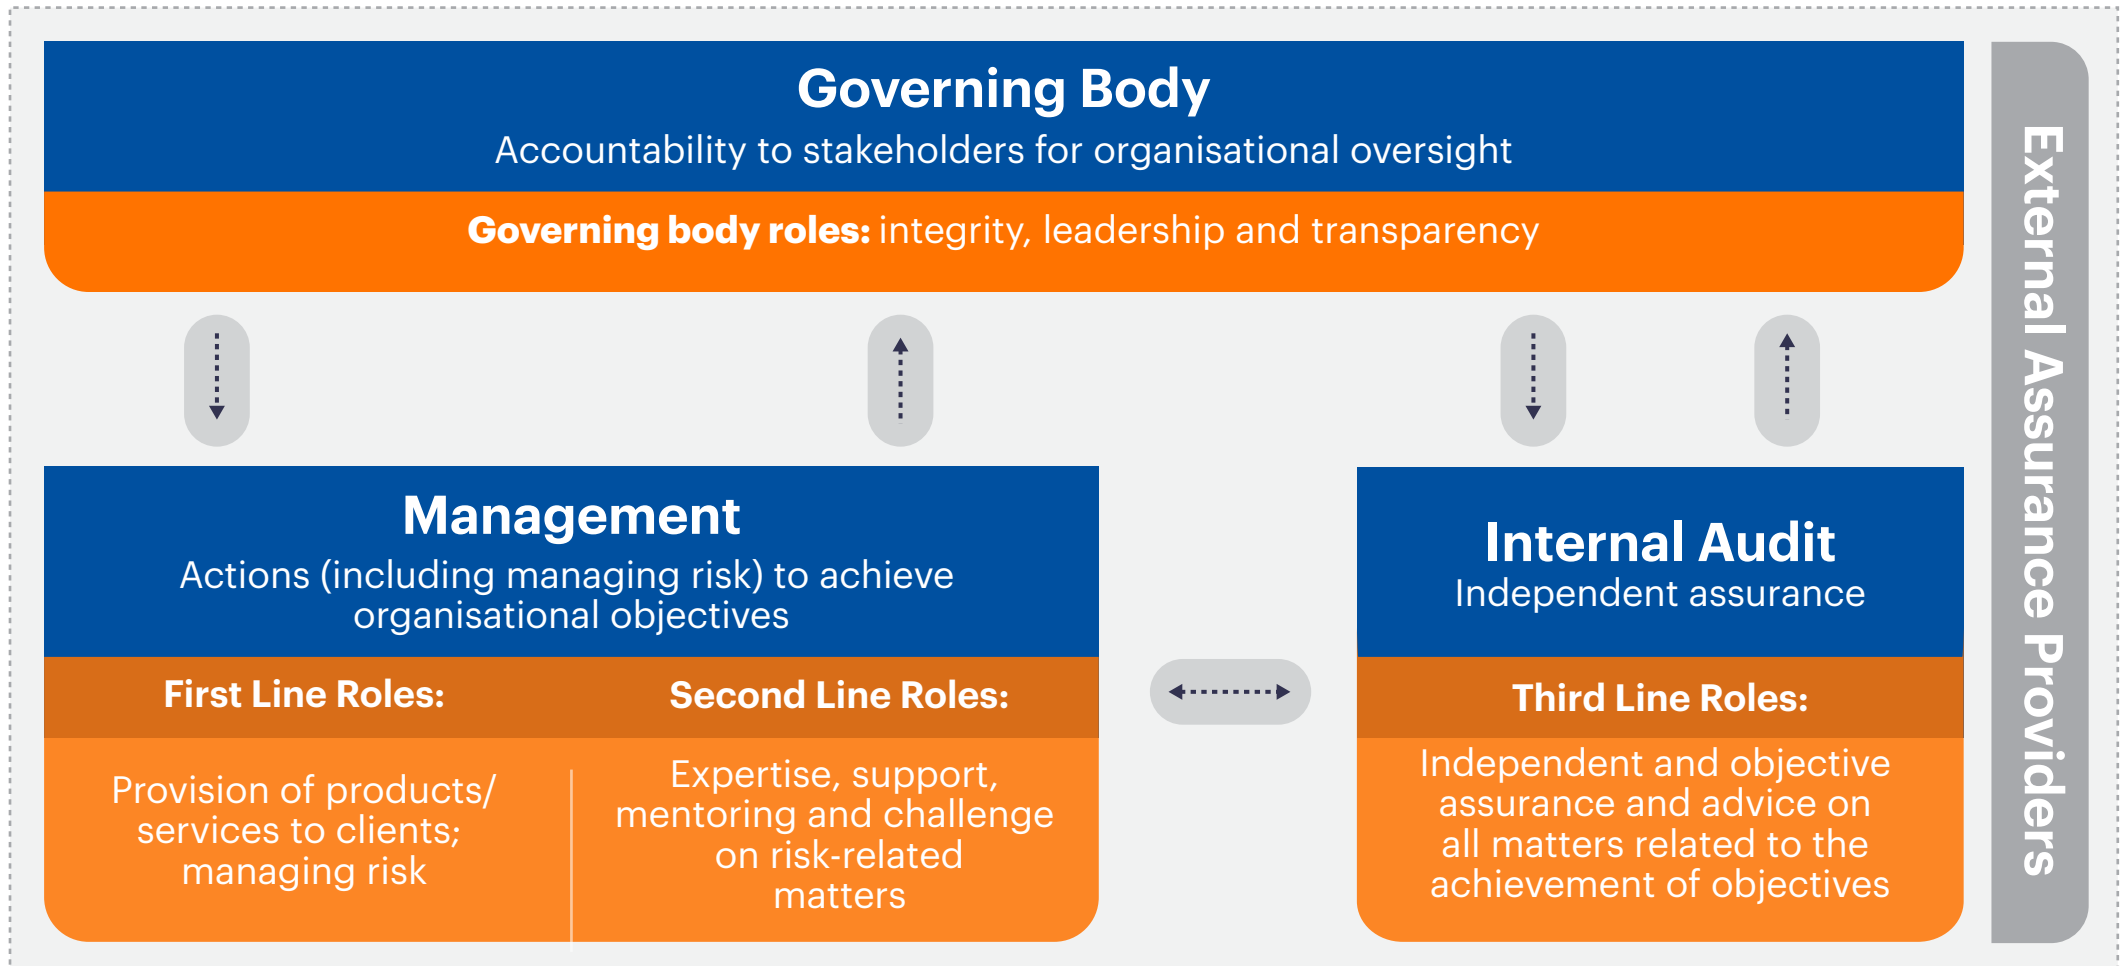 Governing Body
Accountability to stakeholders for organisational oversight
Governing body roles: integrity, leadership and transparency
Management
Actions (including managing risk) to achieve
organisational objectives
First Line Roles:
Provision of products/
services to clients;
managing risk
Second Line Roles:
Expertise, support,
mentoring and challenge
on risk-related
matters
Internal Audit
Independent assurance
Third Line Roles:
Independent and objective
assurance and advice on
all matters related to the
achievement of objectives
External Assurance Providers